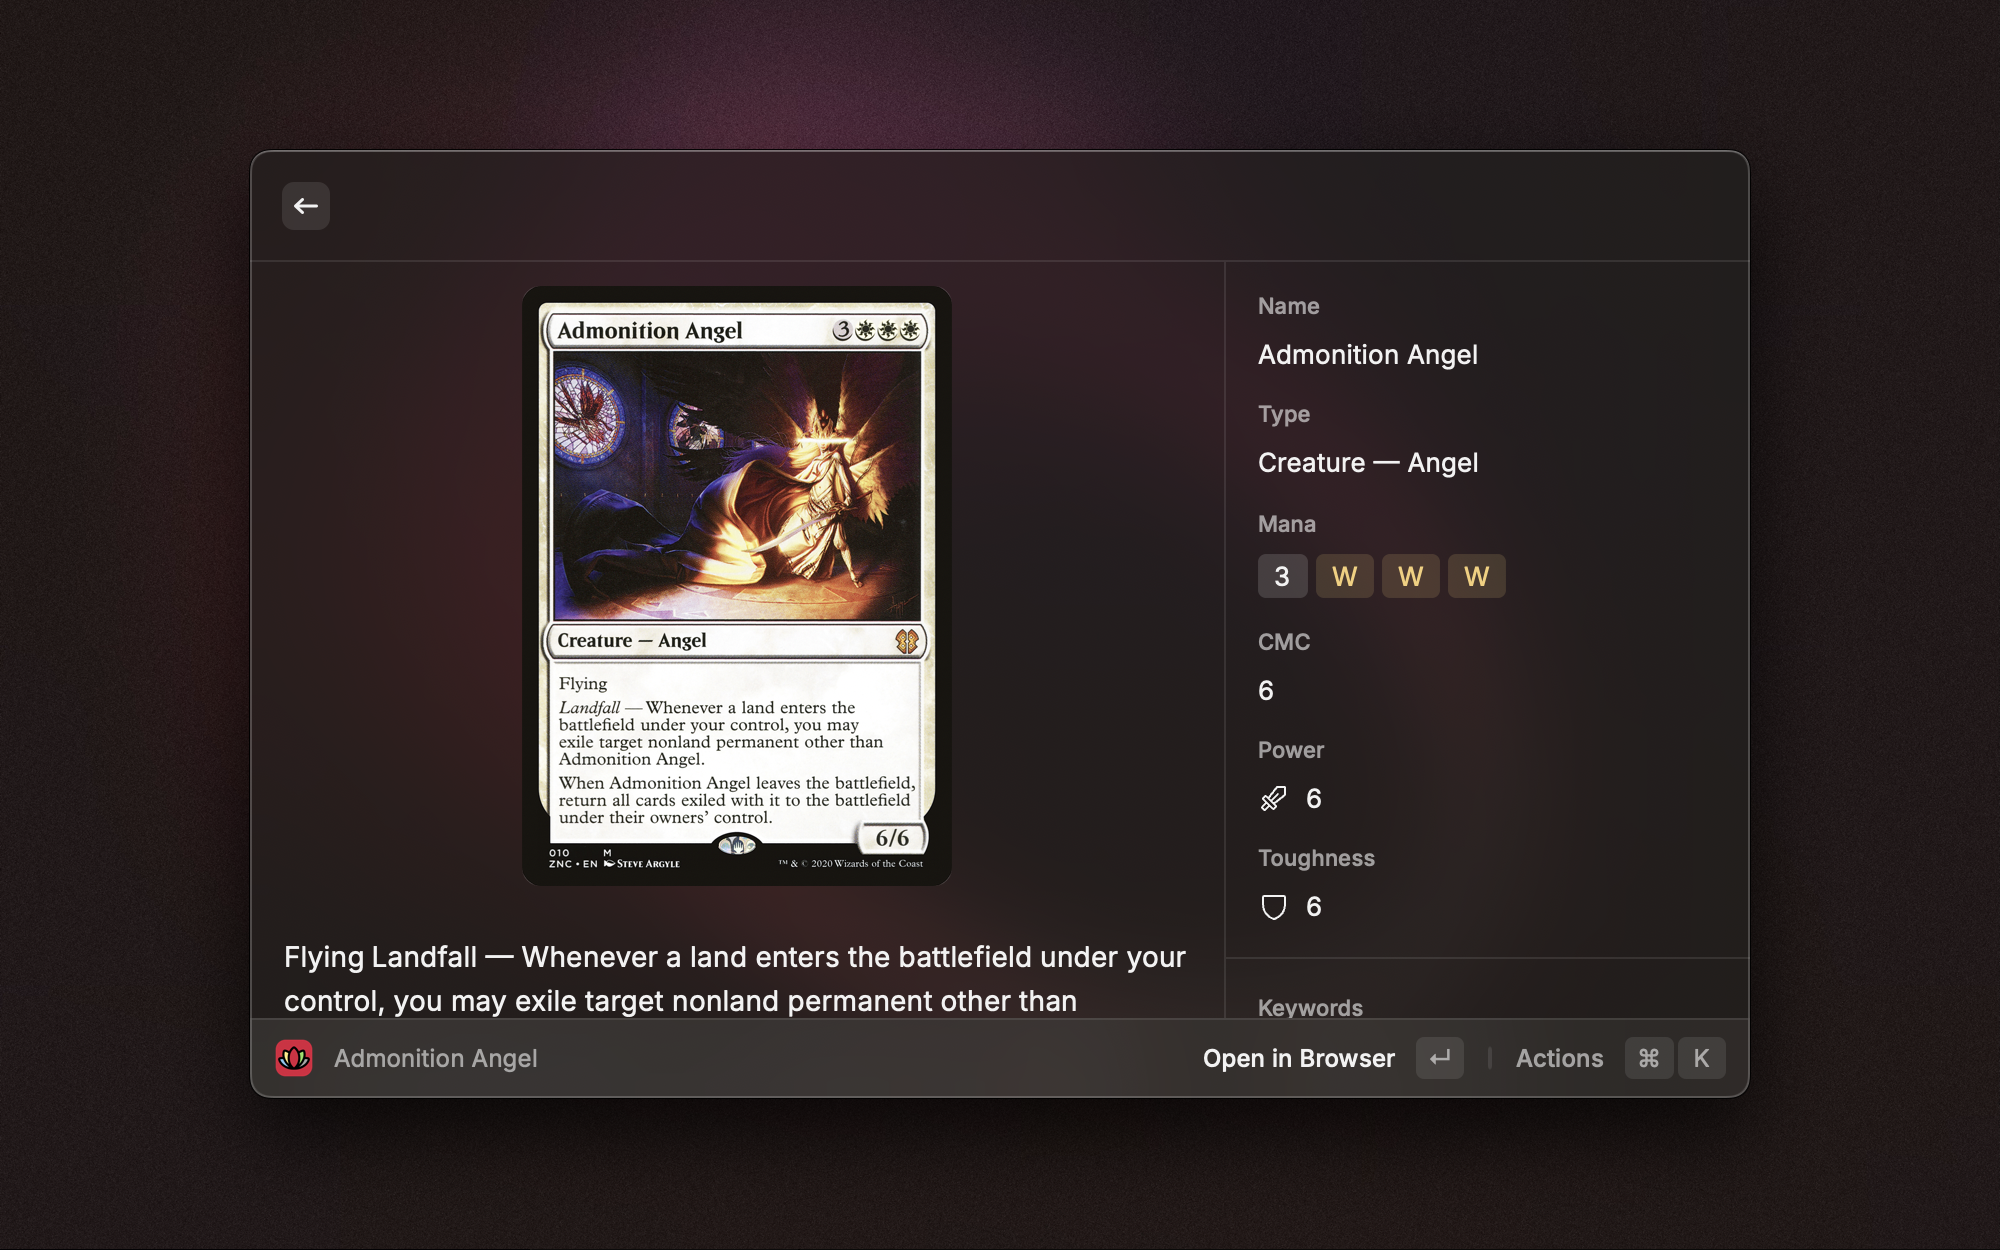 Admonition Angel 3
Creature — Angel
Flying
Landfall — Whenever a land enters the
battlefield under your control, you may
exile target nonland permanent other than
Admonition Angel.
When Admonition Angel leaves the battlefield,
return all cards exiled with it to the battlefield
under their owners' control.
6/6
010 M
ZNC • EN STEVE ARGYLE
™ & © 2020 Wizards of the Coast
Flying Landfall — Whenever a land enters the battlefield under your
control, you may exile target nonland permanent other than
Name
Admonition Angel
Type
Creature — Angel
Mana
3 W W W
CMC
6
Power
6
Toughness
6
Keywords
Admonition Angel
Open in Browser ↵
Actions ⌘ K